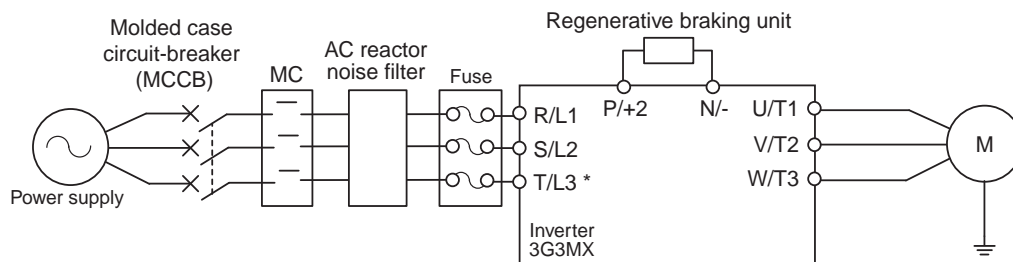 Regenerative braking unit
Molded case
circuit-breaker
(MCCB)
MC
AC reactor
noise filter
Fuse
P/+2
N/-
R/L1
S/L2
T/L3 *
U/T1
V/T2
W/T3
M
Power supply
Inverter
3G3MX